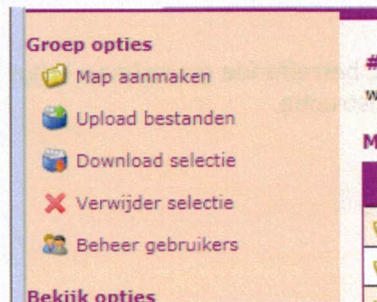 Groep opties
Map aanmaken
Upload bestanden
Download selectie
Verwijder selectie
Beheer gebruikers
Bekijk opties